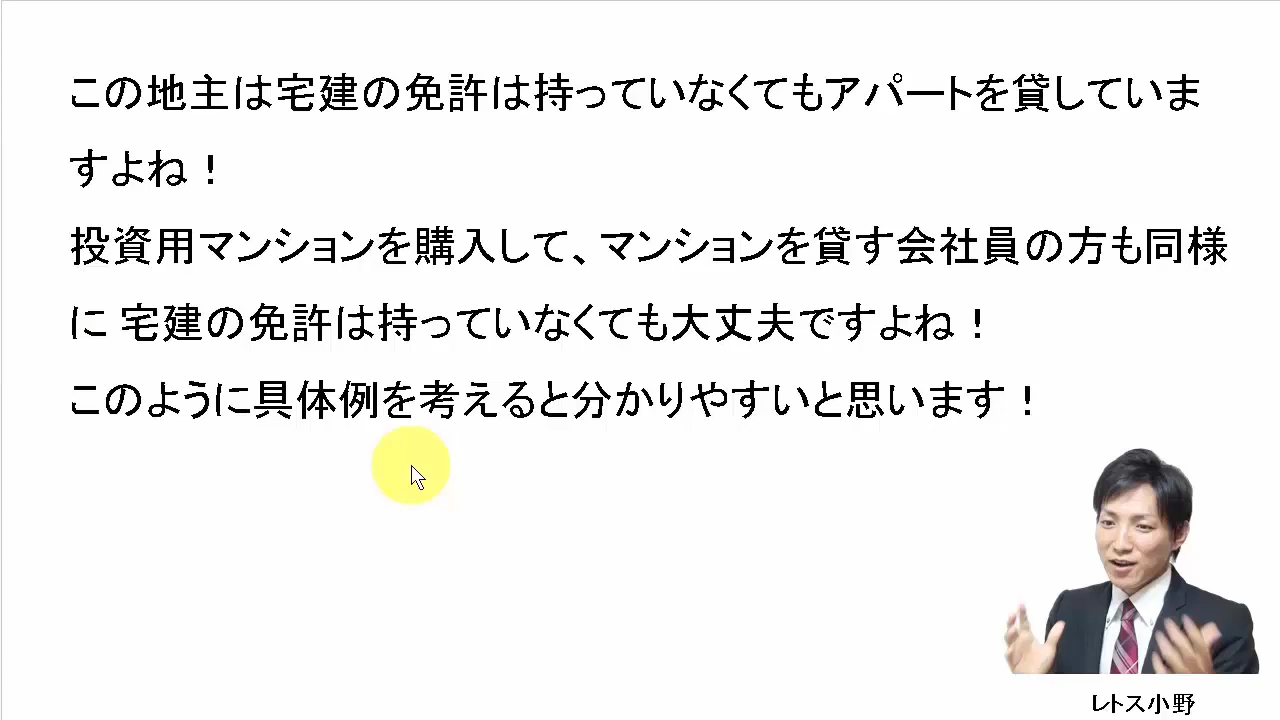 この地主は宅建の免許は持っていなくてもアパートを貸していま
すよね！
投資用マンションを購入して、マンションを貸す会社員の方も同様
に 宅建の免許は持っていなくても大丈夫ですよね！
このように具体例を考えると分かりやすいと思います！
レトス小野